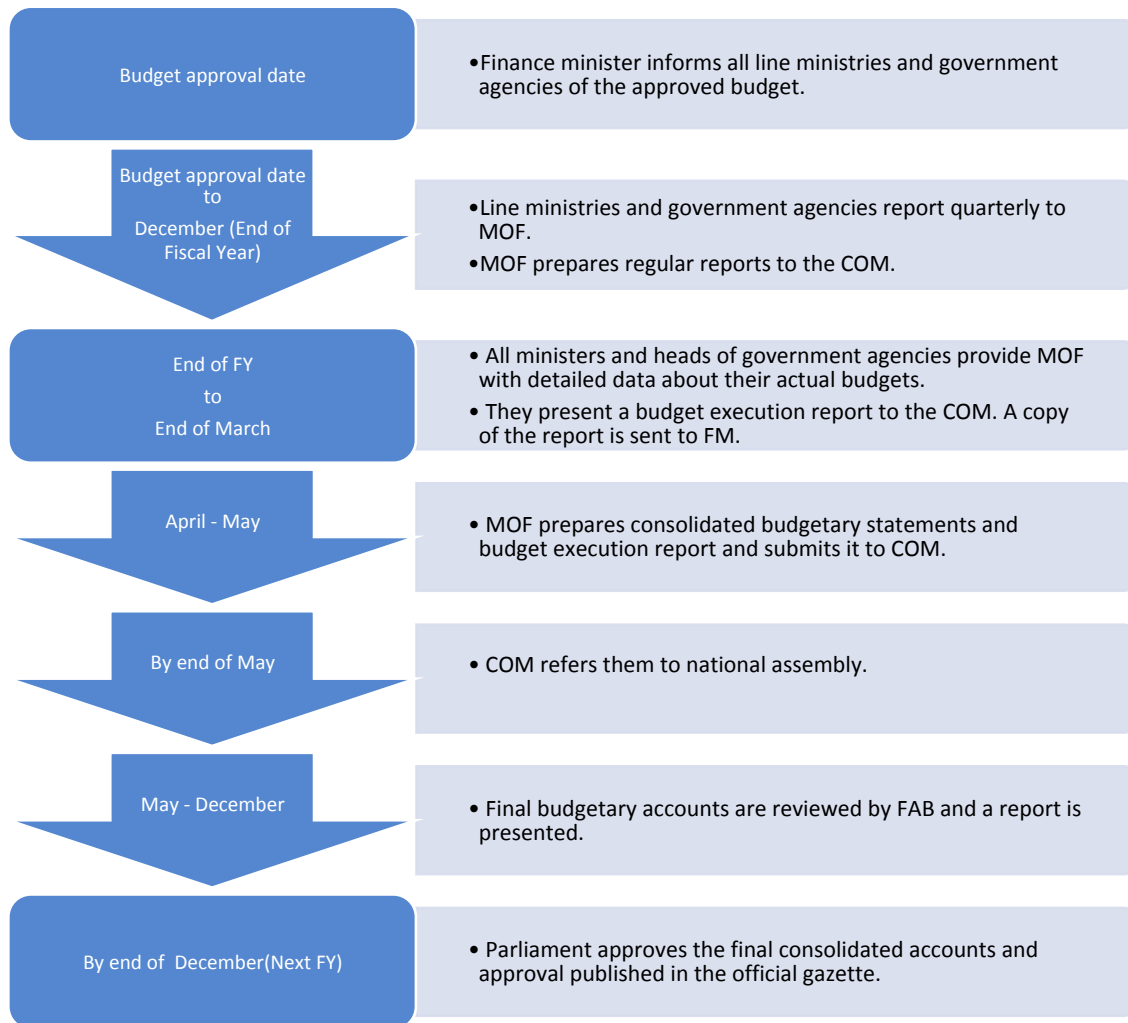 Budget approval date
•Finance minister informs all line ministries and government
agencies of the approved budget.
Budget approval date
to
December (End of
Fiscal Year)
•Line ministries and government agencies report quarterly to
MOF.
•MOF prepares regular reports to the COM.
End of FY
to
End of March
• All ministers and heads of government agencies provide MOF
with detailed data about their actual budgets.
• They present a budget execution report to the COM. A copy
of the report is sent to FM.
April - May
• MOF prepares consolidated budgetary statements and
budget execution report and submits it to COM.
By end of May
• COM refers them to national assembly.
May - December
• Final budgetary accounts are reviewed by FAB and a report is
presented.
By end of  December(Next FY)
• Parliament approves the final consolidated accounts and
approval published in the official gazette.